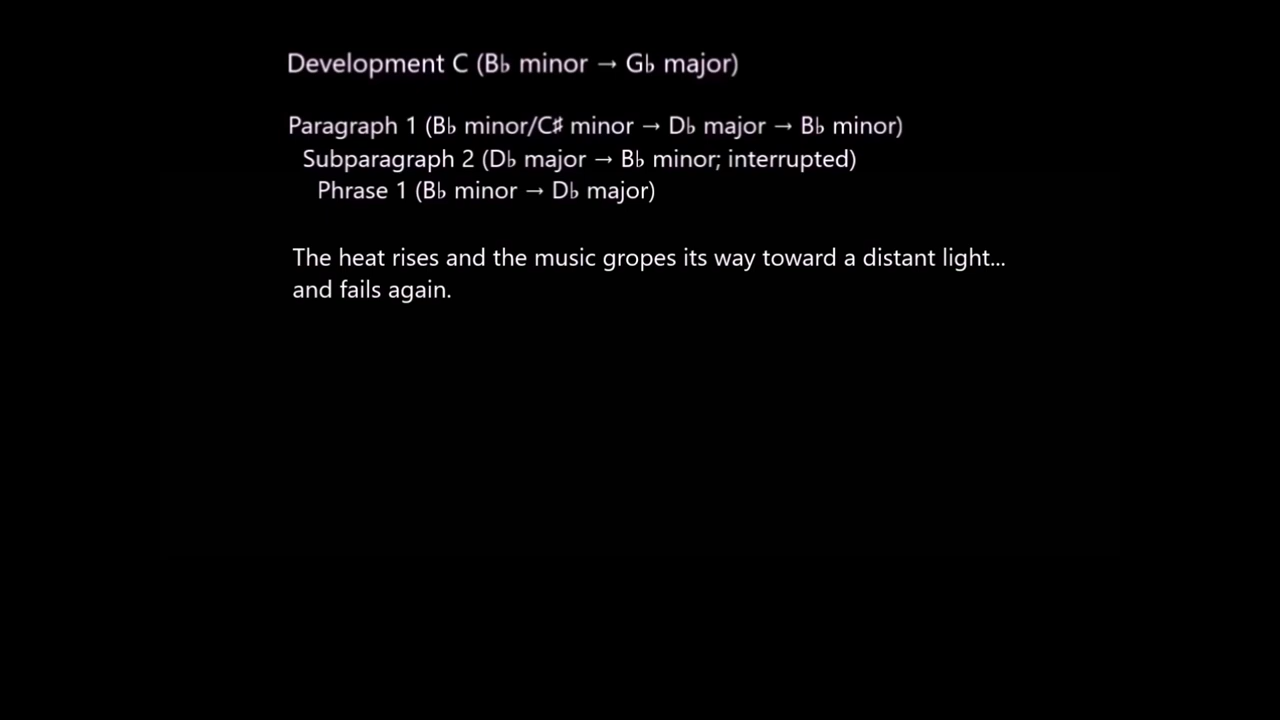 Development C (B♭ minor → G♭ major)
Paragraph 1 (B♭ minor/C♯ minor → D♭ major → B♭ minor)
Subparagraph 2 (D♭ major → B♭ minor; interrupted)
Phrase 1 (B♭ minor → D♭ major)
The heat rises and the music gropes its way toward a distant light...
and fails again.